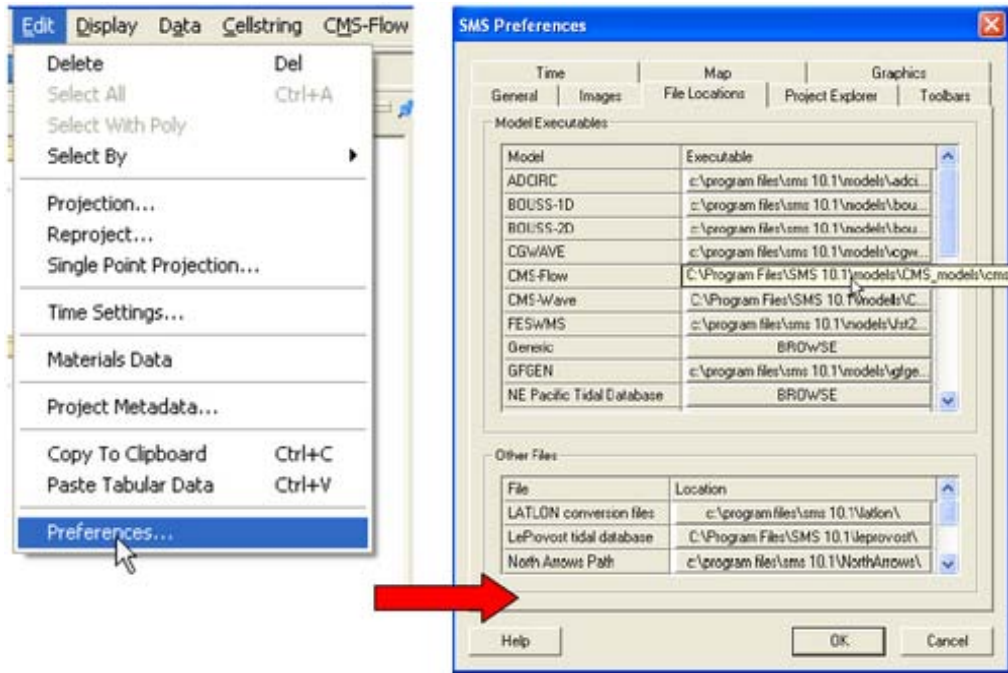 Edit Display Data Cellstring CMS-Flow
Delete Del
Select All Ctrl+A
Select With Poly
Select By
Projection...
Reproject...
Single Point Projection...
Time Settings...
Materials Data
Project Metadata...
Copy To Clipboard Ctrl+C
Paste Tabular Data Ctrl+V
Preferences...
SMS Preferences
Time Map Graphics
General Images File Locations Project Explorer Toolbars
Model Executables
Model Executable
ADCIRC c:\program files\sms 10.1\models\adci...
BOUSS-1D c:\program files\sms 10.1\models\bou...
BOUSS-2D c:\program files\sms 10.1\models\bou...
CGWAVE c:\program files\sms 10.1\models\cgw...
CMS-Flow C:\Program Files\SMS 10.1\models\CMS_models\cms
CMS-Wave C:\Program Files\SMS 10.1\models\C...
FESWMS c:\program files\sms 10.1\models\fst2...
Generic BROWSE
GFGEN c:\program files\sms 10.1\models\gfge...
NE Pacific Tidal Database BROWSE
Other Files
File Location
LATLON conversion files c:\program files\sms 10.1\latlon\
LeProvost tidal database C:\Program Files\SMS 10.1\leprovost\
North Arrows Path c:\program files\sms 10.1\NorthArrows\
Help OK Cancel